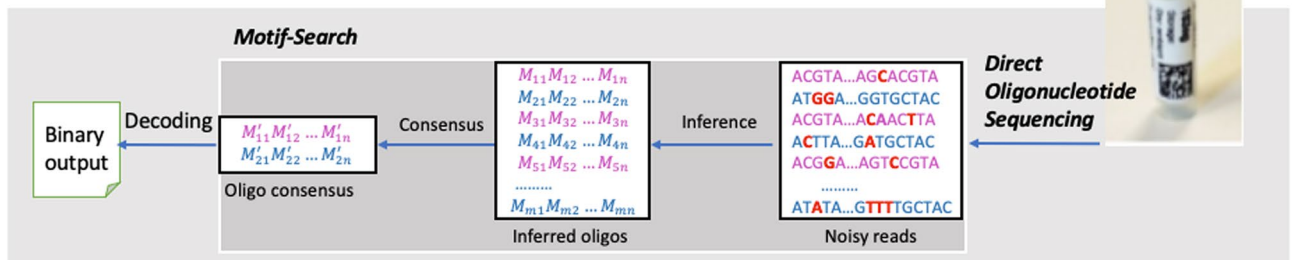 Motif-Search
Direct
Oligonucleotide
Sequencing
Binary
output
Decoding
M′₁₁M′₁₂ … M′₁ₙ
M′₂₁M′₂₂ … M′₂ₙ
Oligo consensus
Consensus
M₁₁M₁₂ … M₁ₙ
M₂₁M₂₂ … M₂ₙ
M₃₁M₃₂ … M₃ₙ
M₄₁M₄₂ … M₄ₙ
M₅₁M₅₂ … M₅ₙ
.........
Mₘ₁Mₘ₂ … Mₘₙ
Inferred oligos
Inference
ACGTA...AGCACGTA
ATGGA...GGTGCTAC
ACGTA...ACAACTTA
ACTTA...GATGCTAC
ACGGA...AGTCCGTA
.........
ATATA...GTTTTGCTAC
Noisy reads